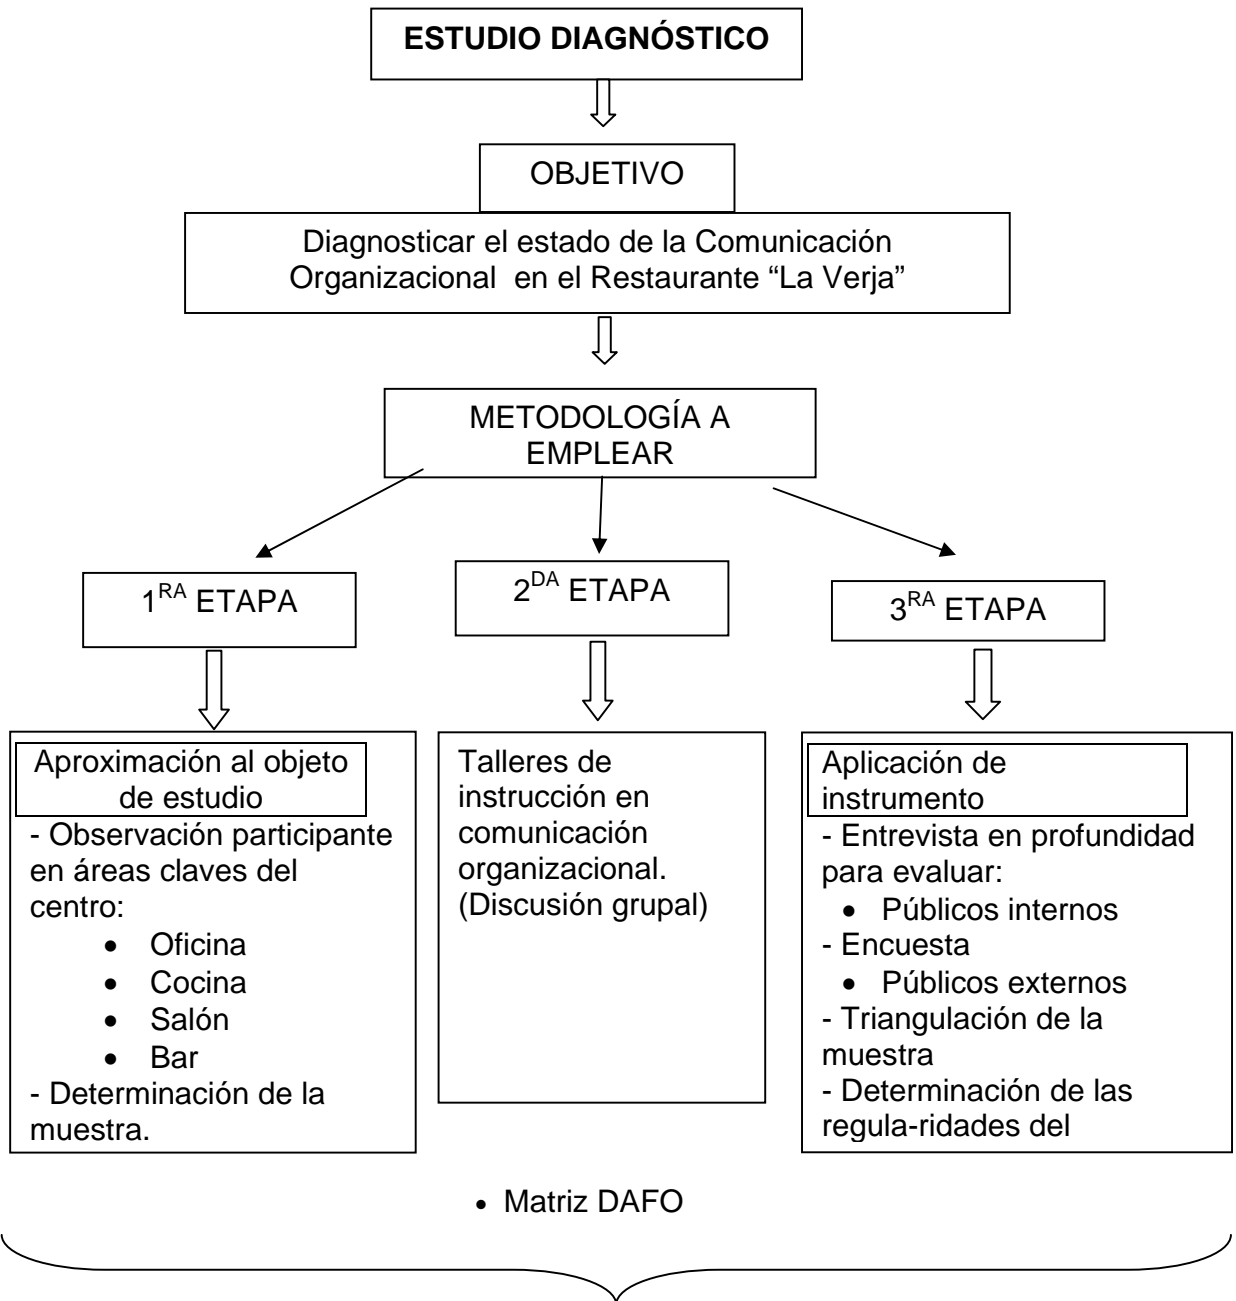 ESTUDIO DIAGNÓSTICO
OBJETIVO
Diagnosticar el estado de la Comunicación
Organizacional en el Restaurante “La Verja”
METODOLOGÍA A
EMPLEAR
1RA ETAPA
2DA ETAPA
3RA ETAPA
Aproximación al objeto
de estudio
- Observación participante
en áreas claves del
centro:
• Oficina
• Cocina
• Salón
• Bar
- Determinación de la
muestra.
Talleres de
instrucción en
comunicación
organizacional.
(Discusión grupal)
Aplicación de
instrumento
- Entrevista en profundidad
para evaluar:
• Públicos internos
- Encuesta
• Públicos externos
- Triangulación de la
muestra
- Determinación de las
regula-ridades del
• Matriz DAFO